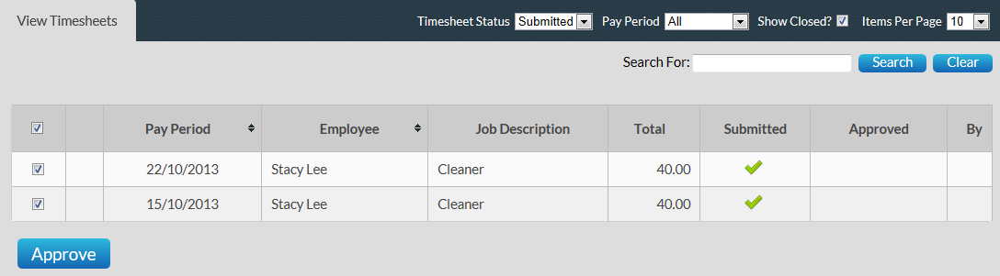 View Timesheets Timesheet Status Submitted Pay Period All Show Closed? Items Per Page 10
Search For: Search Clear
Pay Period Employee Job Description Total Submitted Approved By
22/10/2013 Stacy Lee Cleaner 40.00
15/10/2013 Stacy Lee Cleaner 40.00
Approve